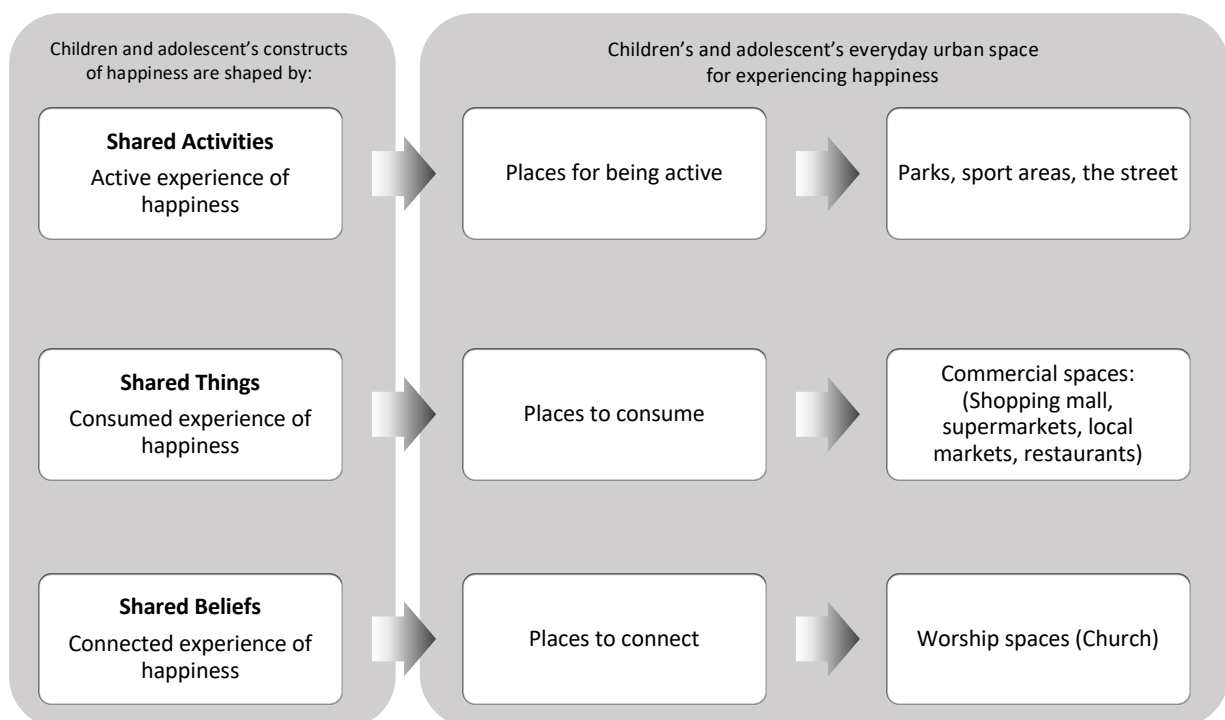 Children and adolescent’s constructs
of happiness are shaped by:
Children’s and adolescent’s everyday urban space
for experiencing happiness
Shared Activities
Active experience of
happiness
Places for being active
Parks, sport areas, the street
Shared Things
Consumed experience of
happiness
Places to consume
Commercial spaces:
(Shopping mall,
supermarkets, local
markets, restaurants)
Shared Beliefs
Connected experience of
happiness
Places to connect
Worship spaces (Church)